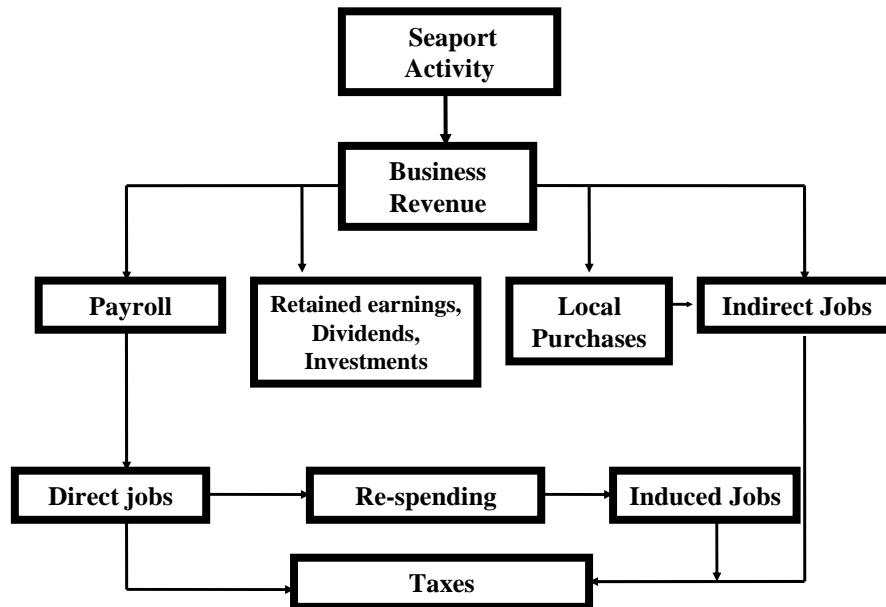 Seaport
Activity
Business
Revenue
Payroll
Retained earnings,
Dividends,
Investments
Local
Purchases
Indirect Jobs
Direct jobs
Re-spending
Induced Jobs
Taxes